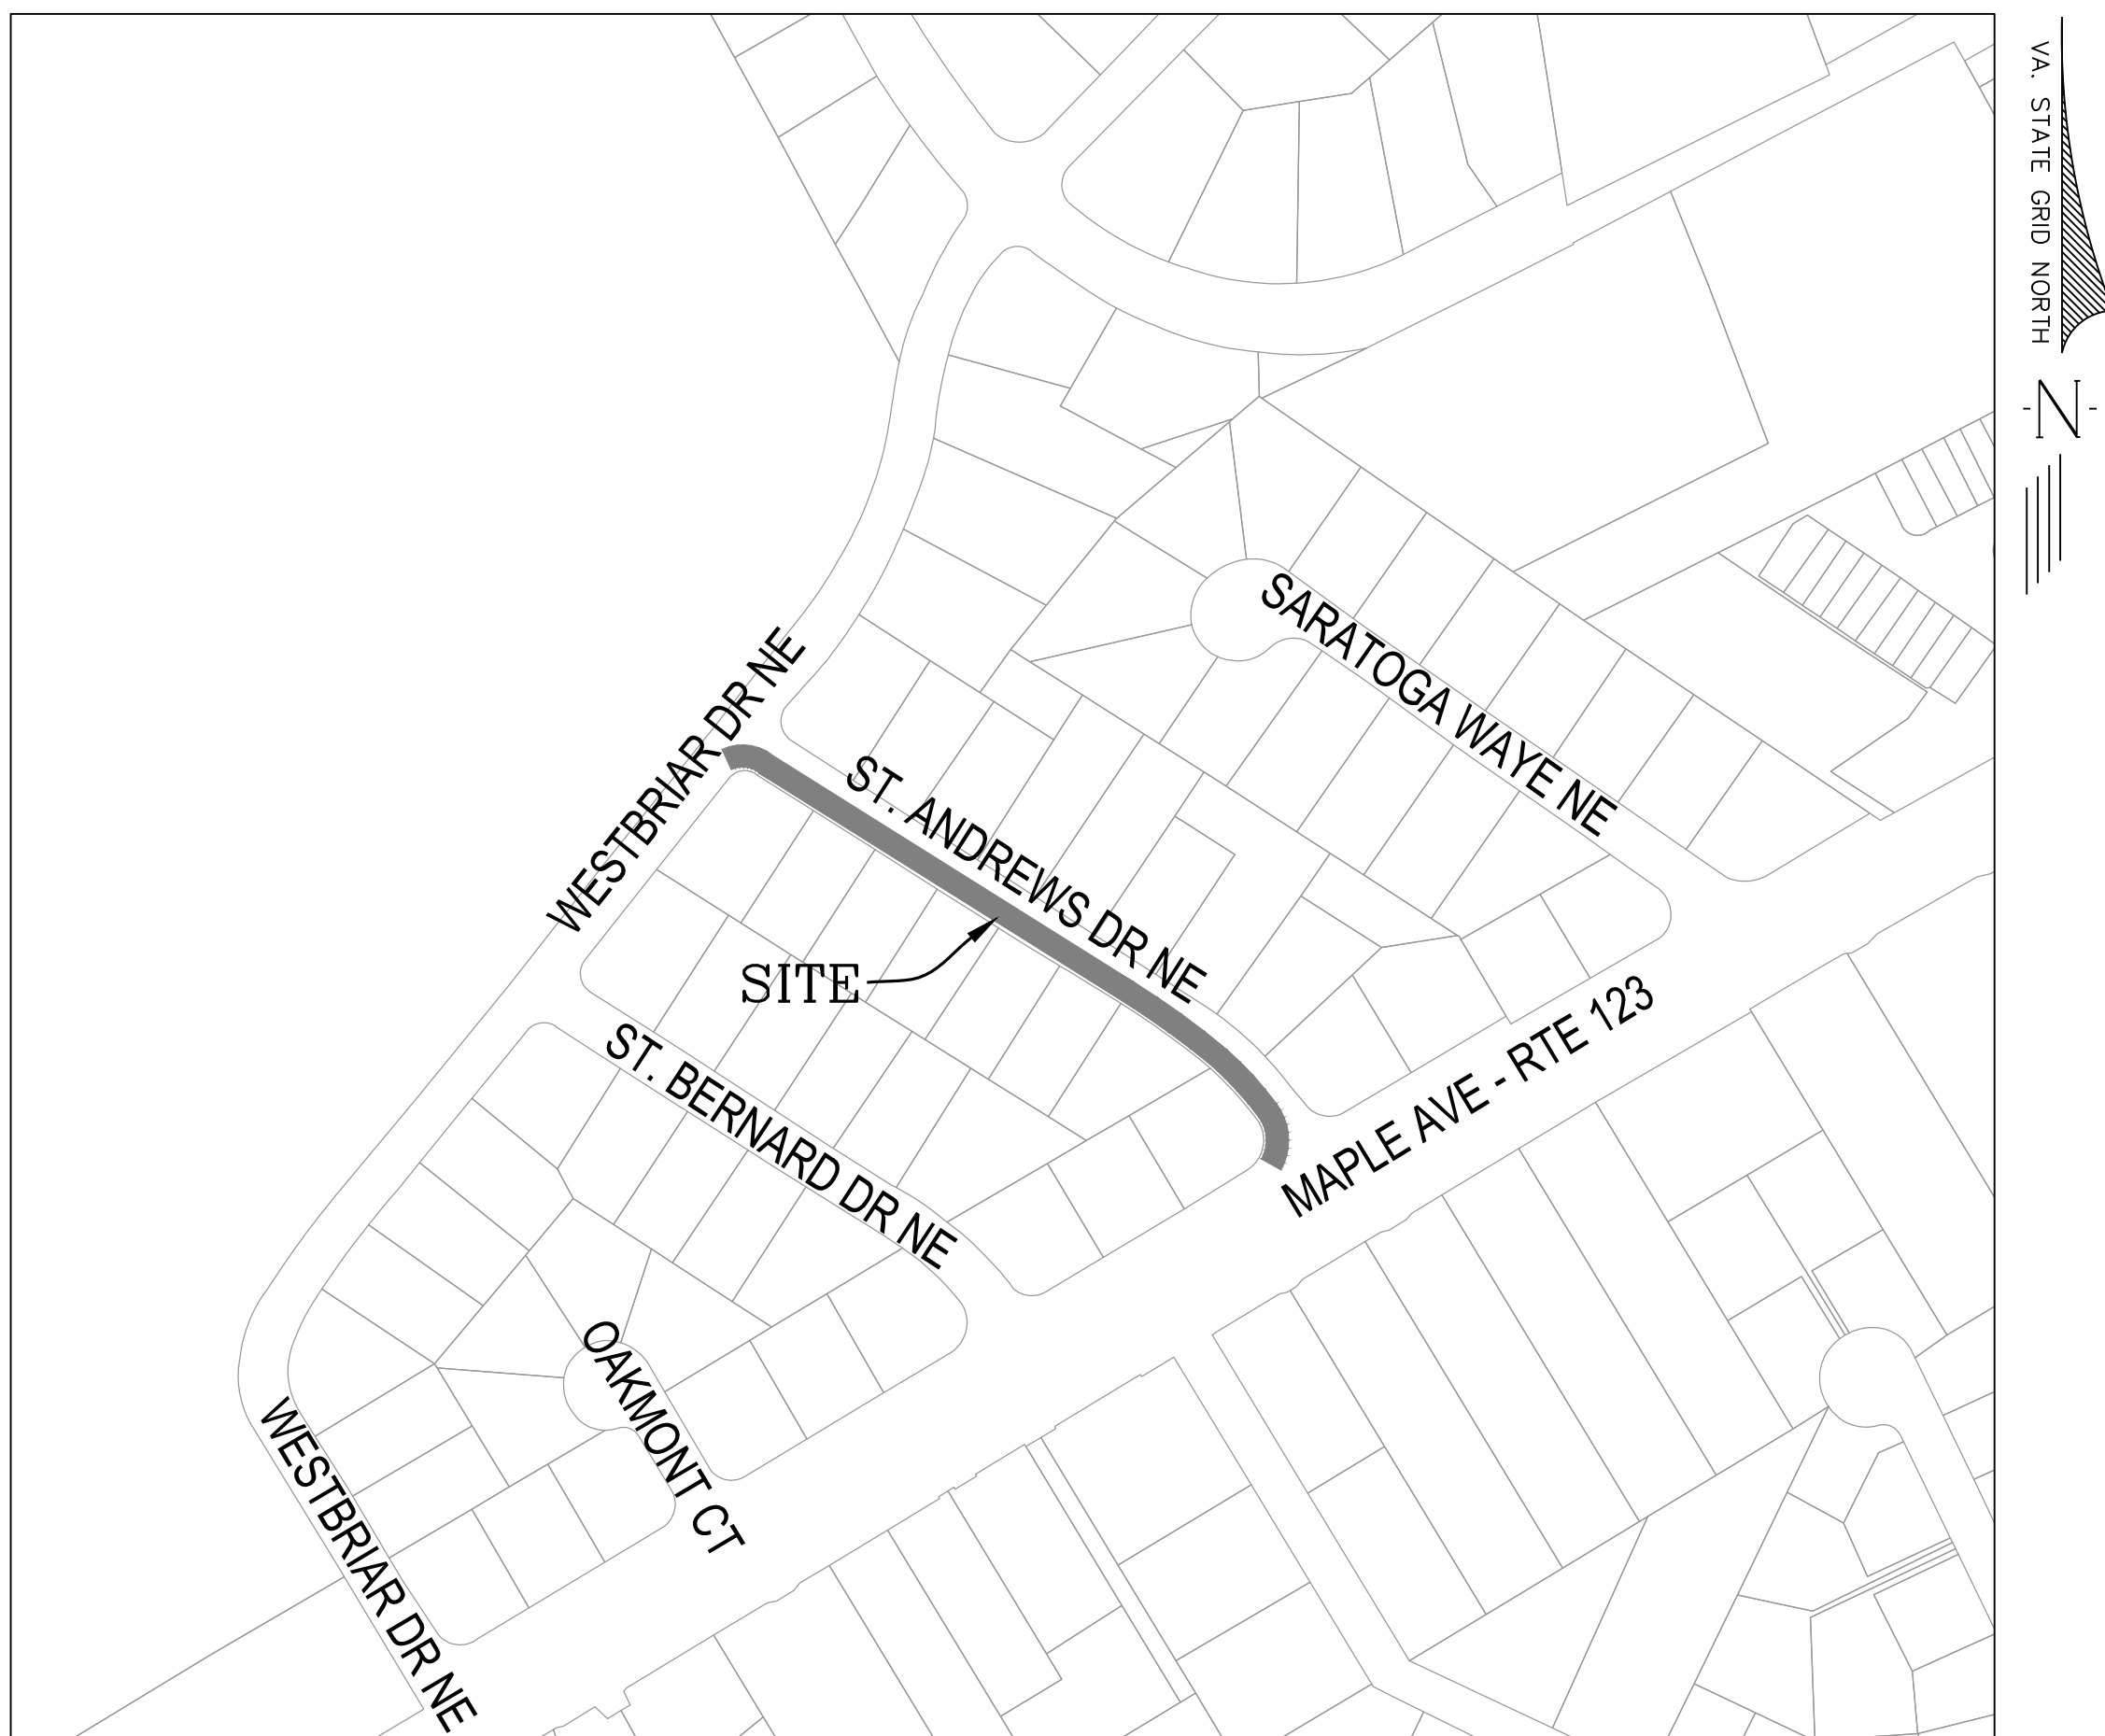 VA. STATE GRID NORTH
N
SARATOGA WAYE NE
WESTBRIAR DR NE
ST. ANDREWS DR NE
SITE
MAPLE AVE - RTE 123
ST. BERNARD DR NE
OAKMONT CT
WESTBRIAR DR NE